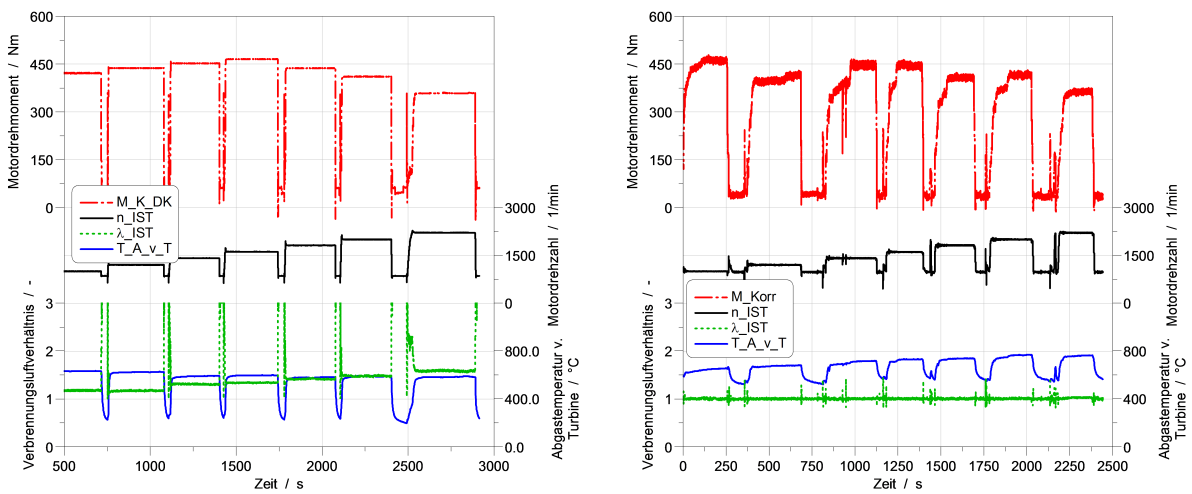 600
450
300
150
0
Motordrehmoment / Nm
M_K_DK
n_IST
λ_IST
T_A_v_T
3000
1500
0
Motordrehzahl / 1/min
3
2
1
0
Verbrennungsluftverhältnis / -
800.0
400.0
0.0
Abgastemperatur v.
Turbine / °C
500
1000
1500
2000
2500
3000
Zeit / s
600
450
300
150
0
Motordrehmoment / Nm
3000
1500
0
Motordrehzahl / 1/min
M_Korr
n_IST
λ_IST
T_A_v_T
3
2
1
0
Verbrennungsluftverhältnis / -
800
400
0.0
Abgastemperatur v.
Turbine / °C
0
250
500
750
1000
1250
1500
1750
2000
2250
2500
Zeit / s